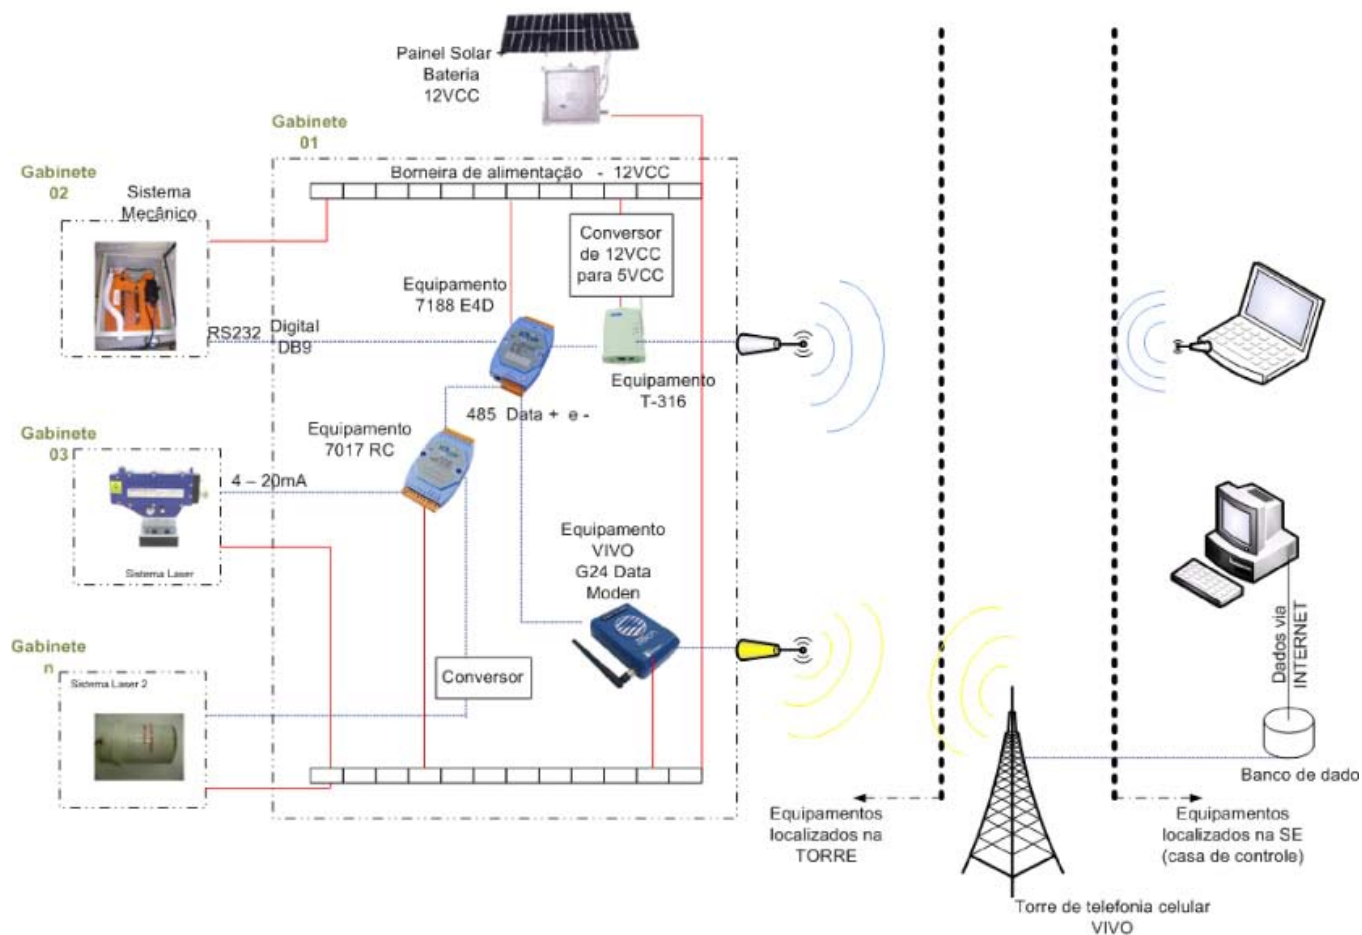 Painel Solar +
Bateria
12VCC
Gabinete
01
Gabinete
02
Sistema
Mecânico
Borneira de alimentação - 12VCC
Conversor
de 12VCC
para 5VCC
Equipamento
7188 E4D
RS232
Digital
DB9
Equipamento
T-316
485 Data + e -
Gabinete
03
Equipamento
7017 RC
4 – 20mA
Sistema Laser
Equipamento
VIVO
G24 Data
Moden
Gabinete
n
Sistema Laser 2
Conversor
Dados via
INTERNET
Banco de dado
Equipamentos
localizados na
TORRE
Equipamentos
localizados na SE
(casa de controle)
Torre de telefonia celular
VIVO